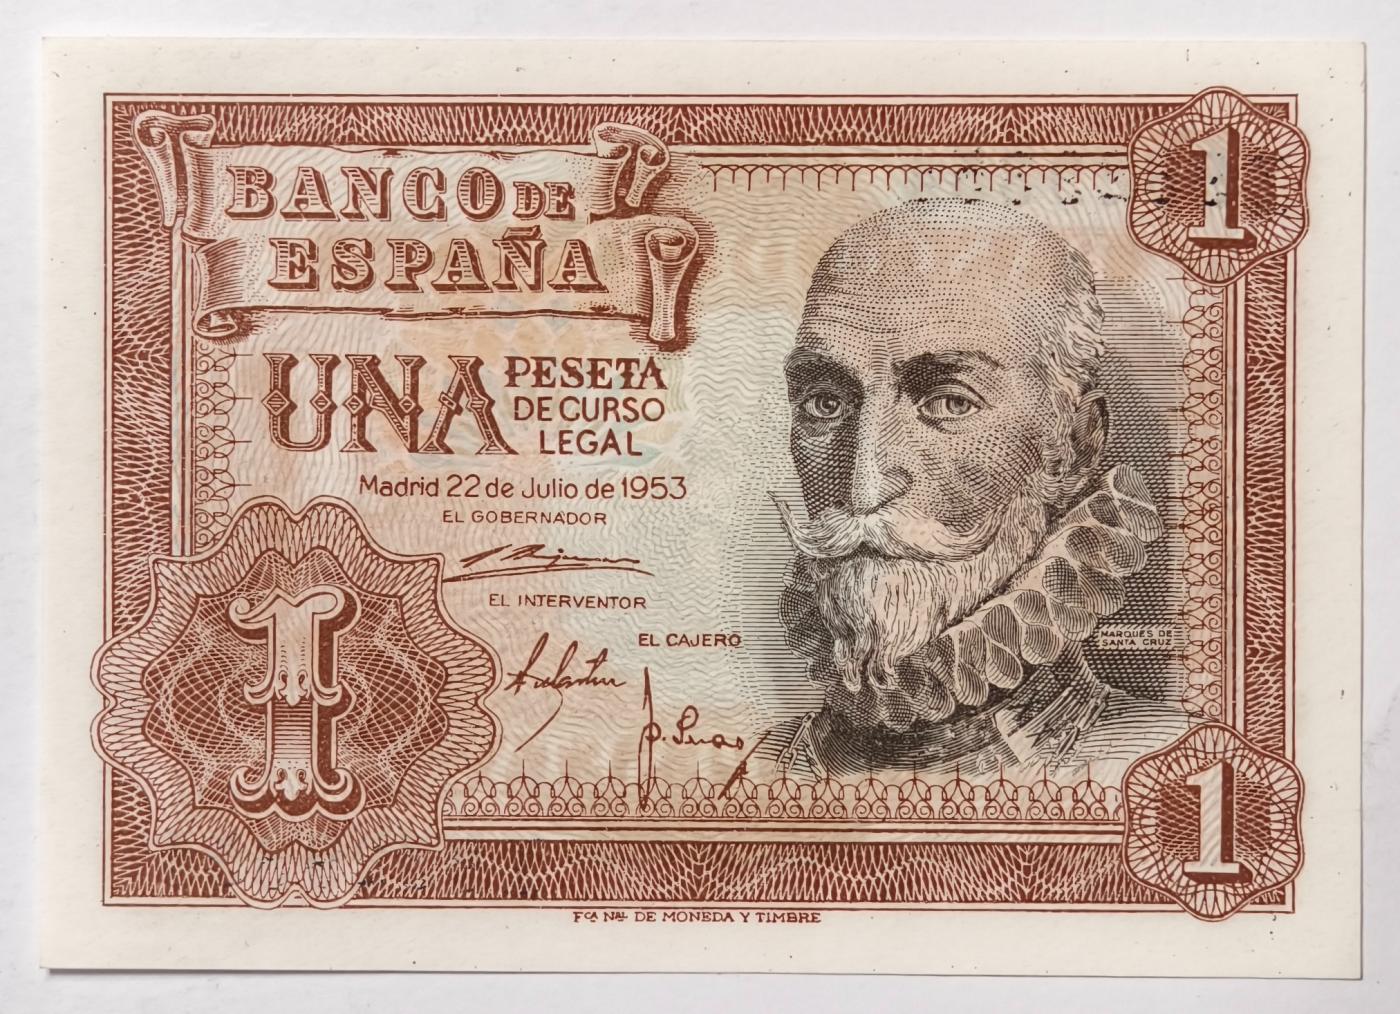 1
BANCO DE
ESPAÑA
UNA PESETA
DE CURSO
LEGAL
Madrid 22 de Julio de 1953
EL GOBERNADOR
EL INTERVENTOR
EL CAJERO
MARQUES DE
SANTA CRUZ
1
1
FCA NAL DE MONEDA Y TIMBRE